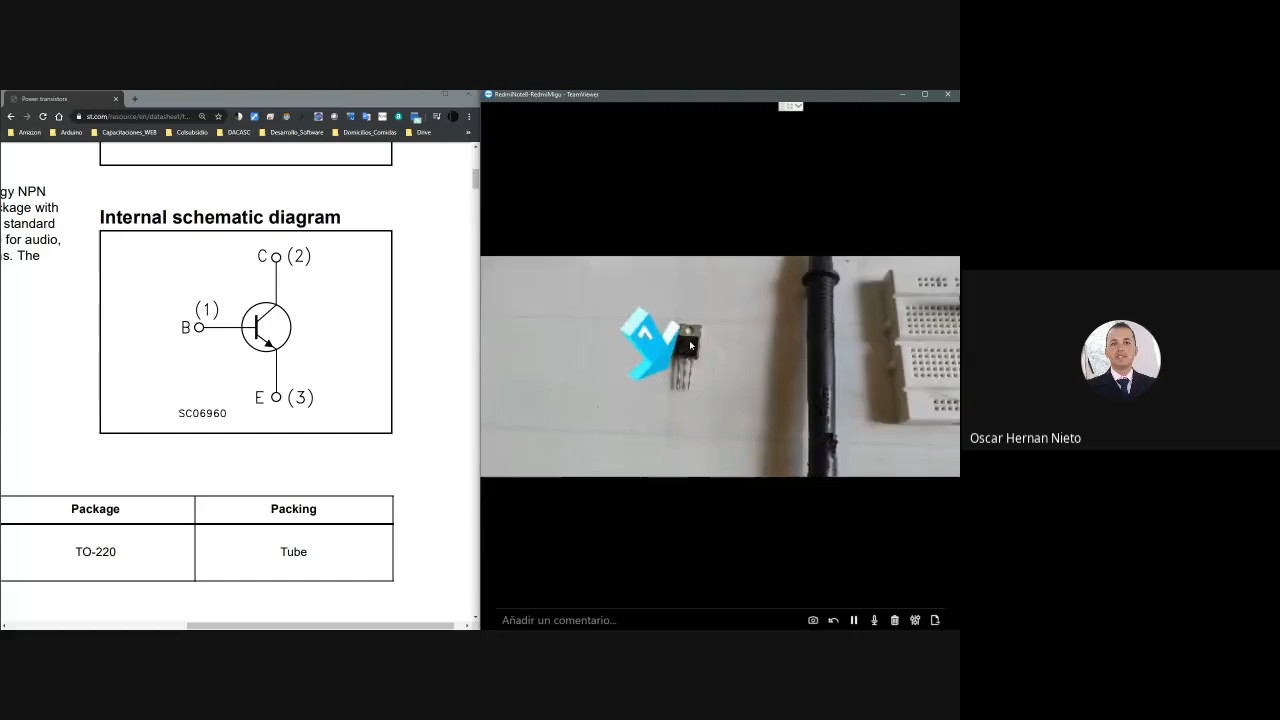 Power transistors
st.com/resource/en/datasheet/t...
Amazon
Arduino
Capacitaciones_WEB
Colsubsidio
DACASC
Desarrollo_Software
Domicilios_Comidas
Drive
»
gy NPN
ckage with
standard
for audio,
s. The
Internal schematic diagram
C (2)
(1)
B
E (3)
SC06960
Package Packing
TO-220 Tube
RedmiNote8-RedmiMigu - TeamViewer
1
Añadir un comentario...
Oscar Hernan Nieto